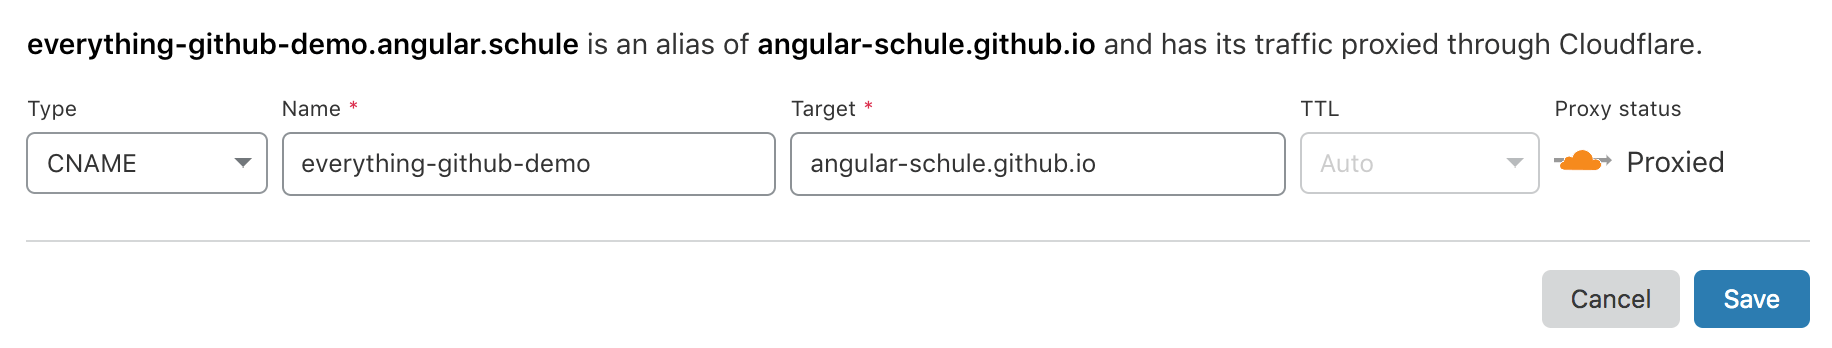 everything-github-demo.angular.schule is an alias of angular-schule.github.io and has its traffic proxied through Cloudflare.
Type Name * Target * TTL Proxy status
CNAME everything-github-demo angular-schule.github.io Auto Proxied
Cancel Save